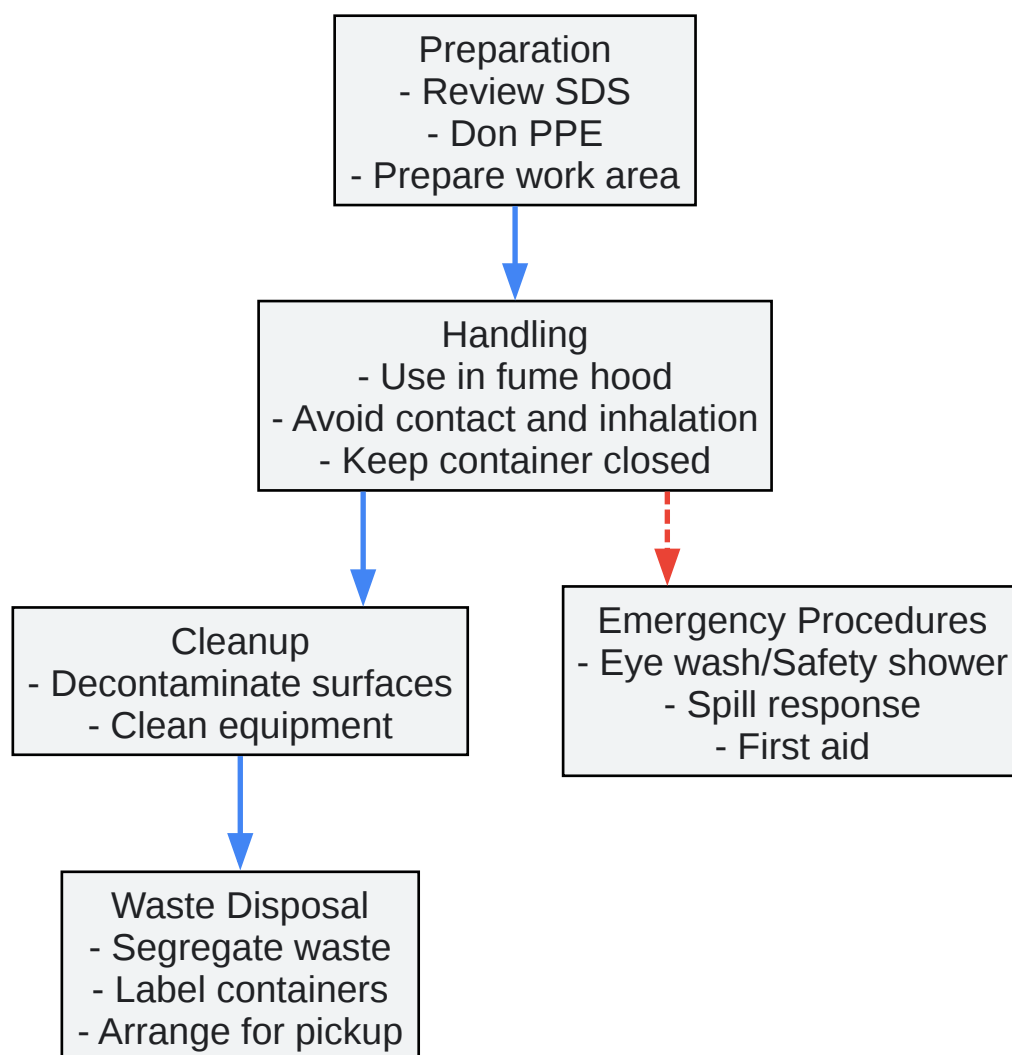 Preparation
- Review SDS
- Don PPE
- Prepare work area
Handling
- Use in fume hood
- Avoid contact and inhalation
- Keep container closed
Cleanup
- Decontaminate surfaces
- Clean equipment
Emergency Procedures
- Eye wash/Safety shower
- Spill response
- First aid
Waste Disposal
- Segregate waste
- Label containers
- Arrange for pickup